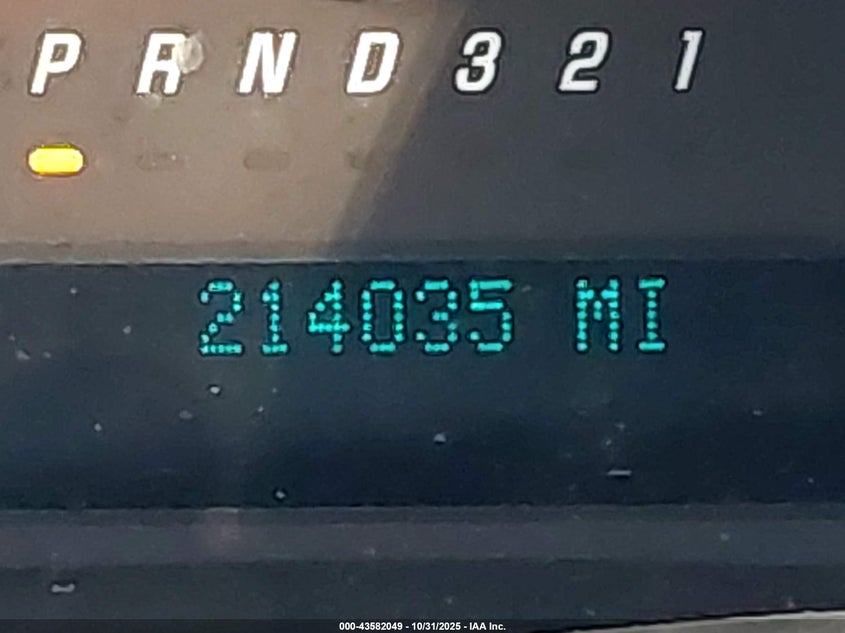 P R N D 3 2 1
214035 MI
000-43582049 - 10/31/2025 - IAA Inc.